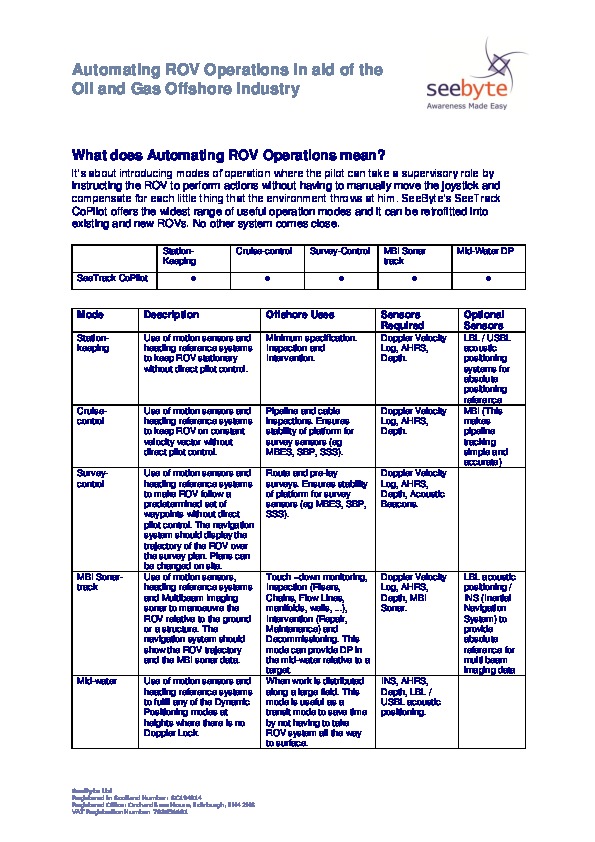 Automating ROV Operations in aid of the
Oil and Gas Offshore Industry
seebyte
Awareness Made Easy
What does Automating ROV Operations mean?
It's about introducing modes of operation where the pilot can take a supervisory role by
instructing the ROV to perform actions without having to manually move the joystick and
compensate for each little thing that the environment throws at him. SeeByte's SeeTrack
CoPilot offers the widest range of useful operation modes and it can be retrofitted into
existing and new ROVs. No other system comes close.
Station-
Keeping
Cruise-control
Survey-Control
MBI Sonar
track
Mid-Water DP
SeeTrack CoPilot • • • • •
Mode
Description
Offshore Uses
Sensors
Required
Optional
Sensors
Station-
keeping
Use of motion sensors and
heading reference systems
to keep ROV stationary
without direct pilot control.
Minimum specification.
Inspection and
Intervention.
Doppler Velocity
Log, AHRS,
Depth.
LBL / USBL
acoustic
positioning
systems for
absolute
positioning
reference
Cruise-
control
Use of motion sensors and
heading reference systems
to keep ROV on constant
velocity vector without
direct pilot control.
Pipeline and cable
inspections. Ensures
stability of platform for
survey sensors (eg
MBES, SBP, SSS).
Doppler Velocity
Log, AHRS,
Depth.
MBI (This
makes
pipeline
tracking
simple and
accurate)
Survey-
control
Use of motion sensors and
heading reference systems
to make ROV follow a
predetermined set of
waypoints without direct
pilot control. The navigation
system should display the
trajectory of the ROV over
the survey plan. Plans can
be changed on site.
Route and pre-lay
surveys. Ensures stability
of platform for survey
sensors (eg MBES, SBP,
SSS).
Doppler Velocity
Log, AHRS,
Depth, Acoustic
Beacons.
MBI Sonar-
track
Use of motion sensors,
heading reference systems
and Multibeam Imaging
sonar to manoeuvre the
ROV relative to the ground
or a structure. The
navigation system should
show the ROV trajectory
and the MBI sonar data.
Touch –down monitoring,
Inspection (Risers,
Chains, Flow Lines,
manifolds, wells, ...),
Intervention (Repair,
Maintenance) and
Decommissioning. This
mode can provide DP in
the mid-water relative to a
target.
Doppler Velocity
Log, AHRS,
Depth, MBI
Sonar.
LBL acoustic
positioning /
INS (Inertial
Navigation
System) to
provide
absolute
reference for
multi beam
imaging data
Mid-water
Use of motion sensors and
heading reference systems
to fulfil any of the Dynamic
Positioning modes at
heights where there is no
Doppler Lock.
When work is distributed
along a large field. This
mode is useful as a
transit mode to save time
by not having to take
ROV system all the way
to surface.
INS, AHRS,
Depth, LBL /
USBL acoustic
positioning.
SeeByte Ltd
Registered in Scotland Number:
Registered Office: Orchard Brae House, Edinburgh, EH4 2HS
VAT Registration Number: